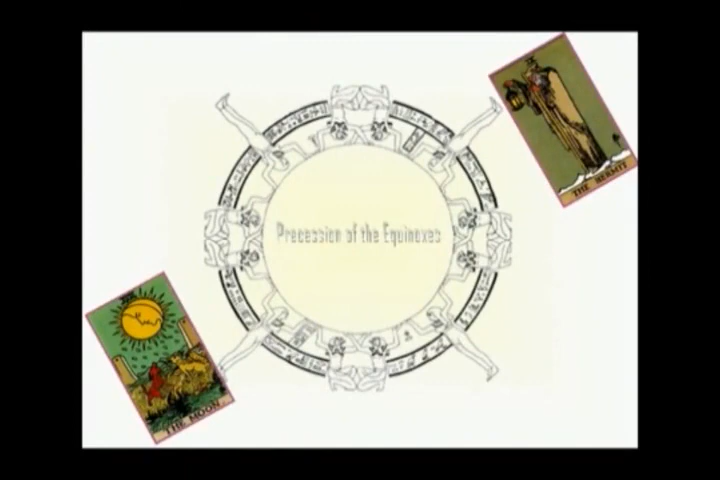 THE HERMIT
Precession of the Equinoxes
THE MOON